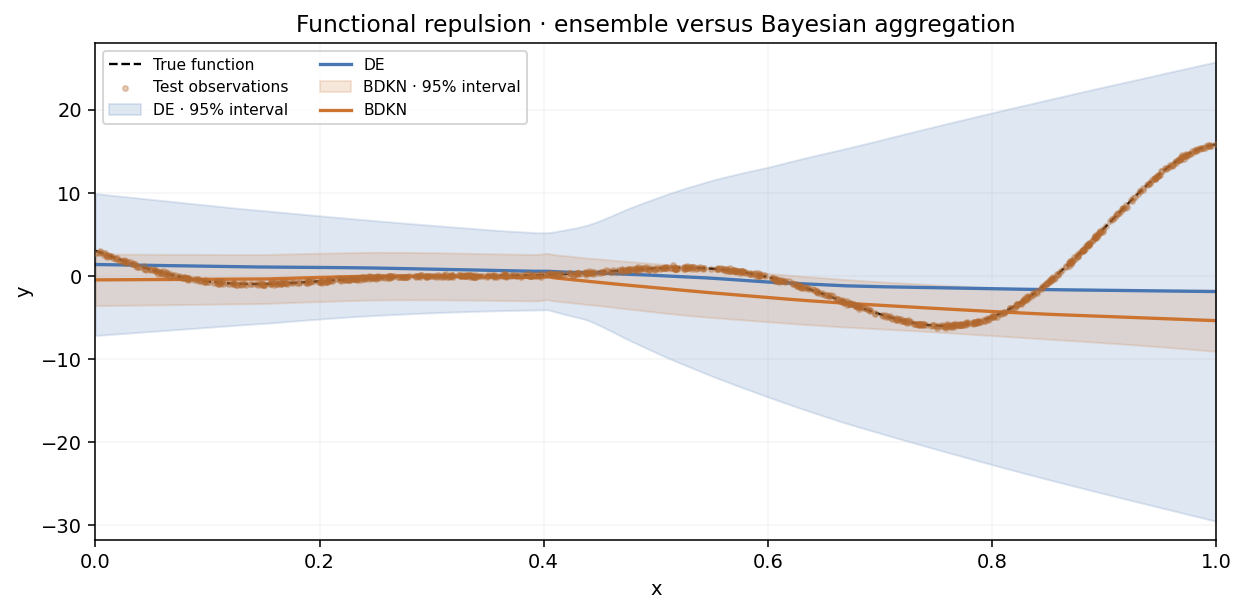 Functional repulsion · ensemble versus Bayesian aggregation
True function
Test observations
DE · 95% interval
DE
BDKN · 95% interval
BDKN
y
20
10
0
−10
−20
−30
0.0 0.2 0.4 0.6 0.8 1.0
x